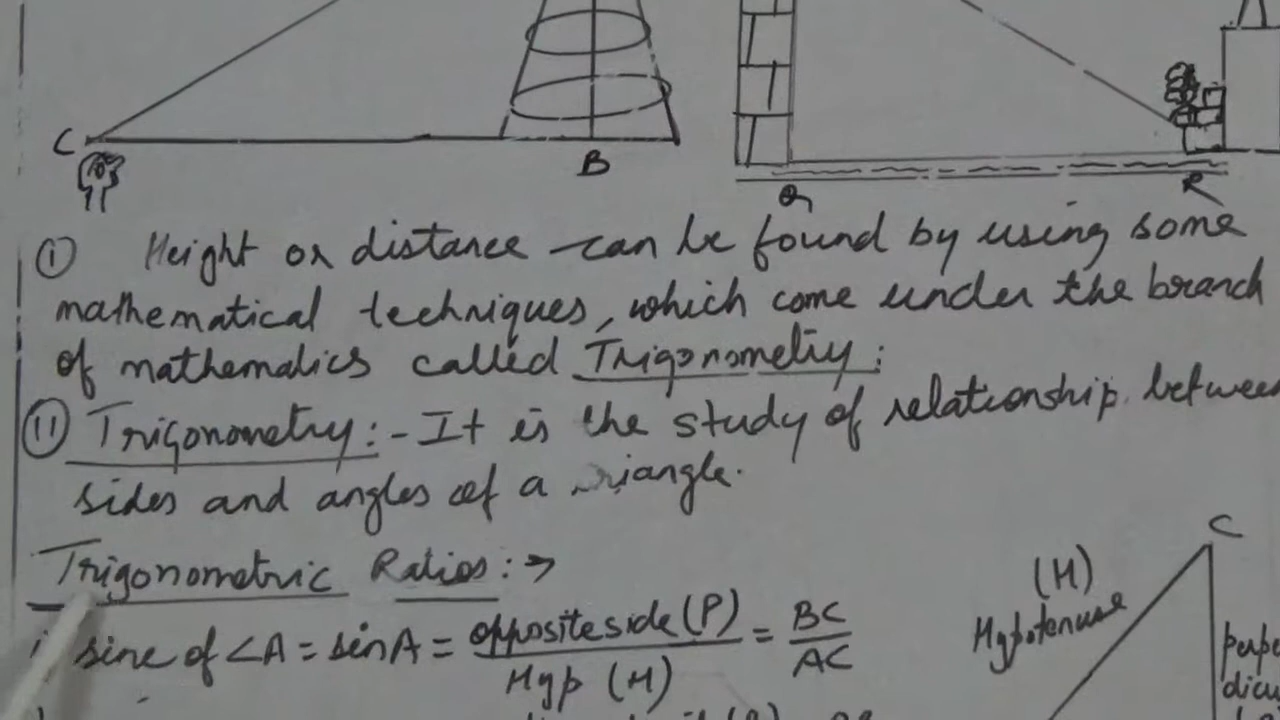 C
B
Q
R
① Height or distance can be found by using some
mathematical techniques, which come under the branch
of mathematics called Trigonometry:
⑪ Trigonometry:- It is the study of relationship between
sides and angles of a triangle.
Trigonometric Ratios:→
C
(H)
Hypotenuse
sine of ∠A = sinA = opposite side (P) / Hyp (H) = BC / AC